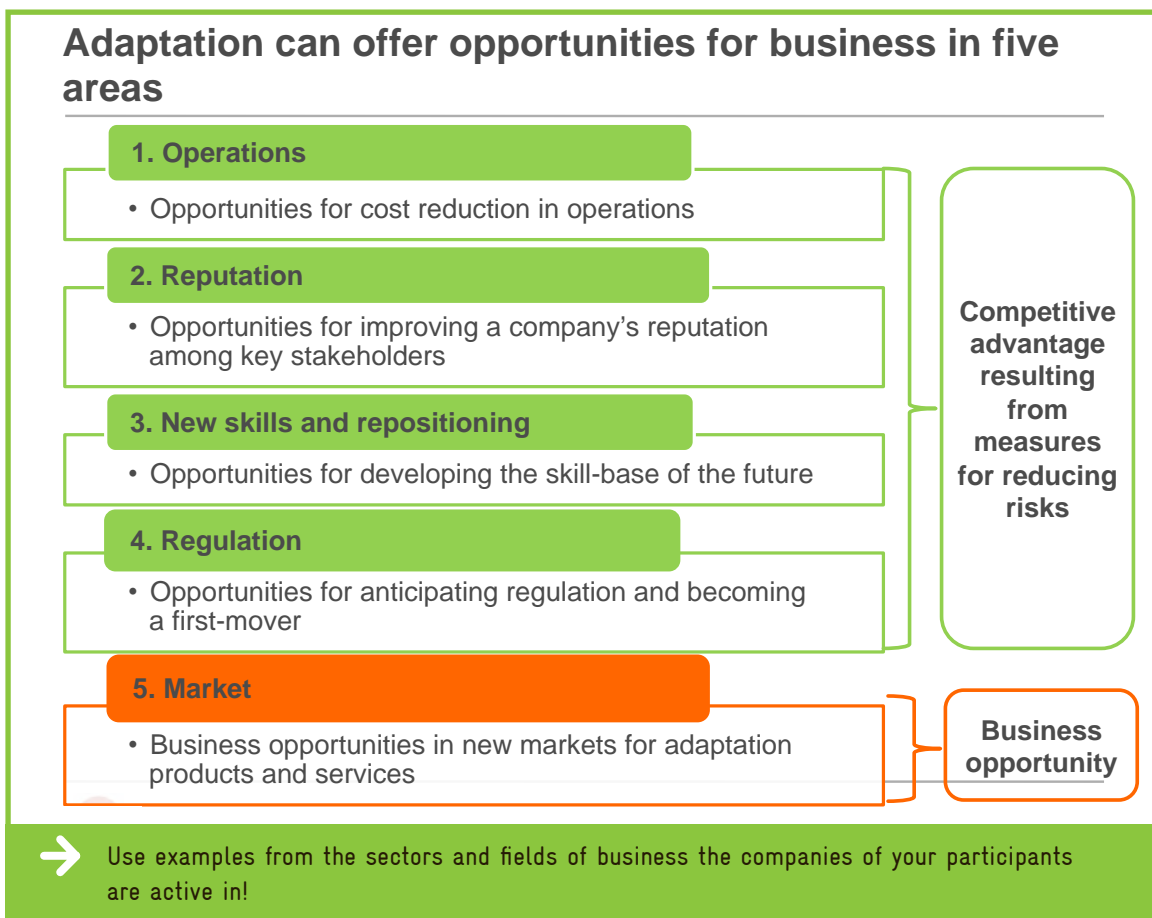 Adaptation can offer opportunities for business in five
areas
1. Operations
• Opportunities for cost reduction in operations
2. Reputation
• Opportunities for improving a company’s reputation
among key stakeholders
3. New skills and repositioning
• Opportunities for developing the skill-base of the future
4. Regulation
• Opportunities for anticipating regulation and becoming
a first-mover
Competitive
advantage
resulting
from
measures
for reducing
risks
5. Market
• Business opportunities in new markets for adaptation
products and services
Business
opportunity
Use examples from the sectors and fields of business the companies of your participants
are active in!